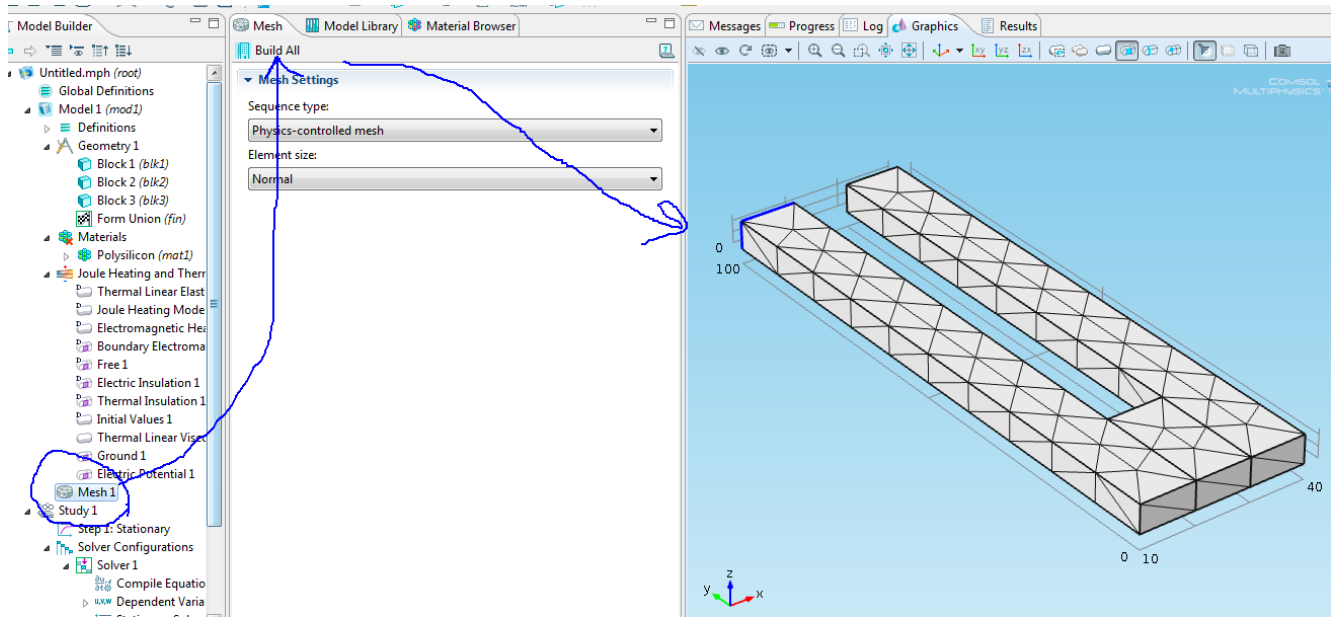 Model Builder
Untitled.mph (root)
Global Definitions
Model 1 (mod1)
Definitions
Geometry 1
Block 1 (blk1)
Block 2 (blk2)
Block 3 (blk3)
Form Union (fin)
Materials
Polysilicon (mat1)
Joule Heating and Therr
Thermal Linear Elast
Joule Heating Mode
Electromagnetic Hea
Boundary Electroma
Free 1
Electric Insulation 1
Thermal Insulation 1
Initial Values 1
Thermal Linear Visco
Ground 1
Electric Potential 1
Mesh 1
Study 1
Step 1: Stationary
Solver Configurations
Solver 1
Compile Equatio
u,v,w Dependent Varia
Mesh Model Library Material Browser
Build All
Mesh Settings
Sequence type:
Physics-controlled mesh
Element size:
Normal
Messages Progress Log Graphics Results
xy yz zx
COMSOL
MULTIPHYSICS
0
100
40
0 10
z
y x